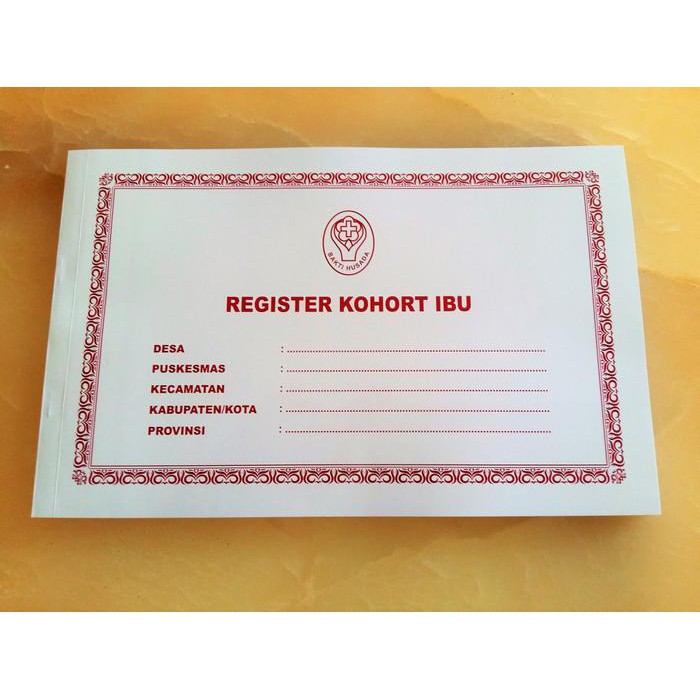 BAKTI HUSADA
REGISTER KOHORT IBU
DESA : ..........................................................................
PUSKESMAS : ..........................................................................
KECAMATAN : ..........................................................................
KABUPATEN/KOTA : ..........................................................................
PROVINSI : ..........................................................................